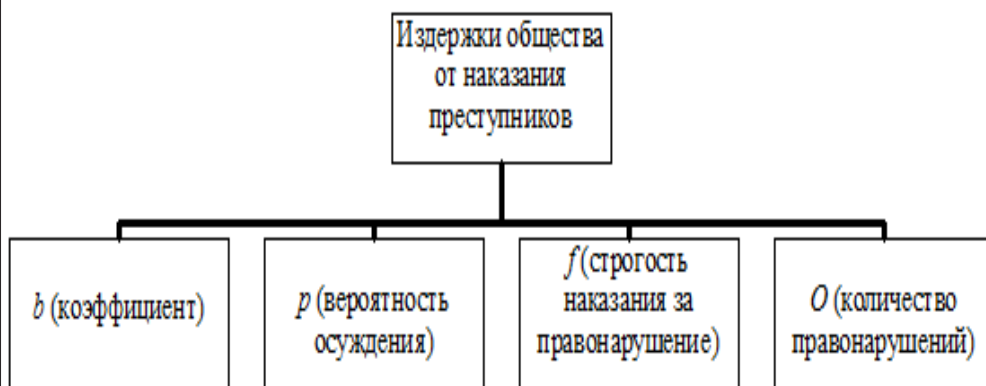 Издержки общества
от наказания
преступников
b (коэффициент)
p (вероятность
осуждения)
f (строгость
наказания за
правонарушение)
O (количество
правонарушений)